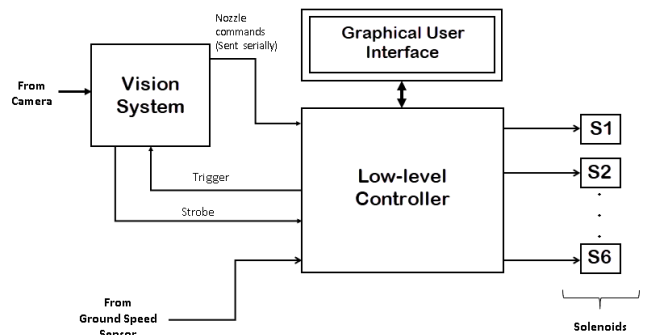 Nozzle
commands
(Sent serially)
Graphical User
Interface
From
Camera
Vision
System
Trigger
Strobe
Low-level
Controller
S1
S2
S6
From
Ground Speed
Sensor
Solenoids